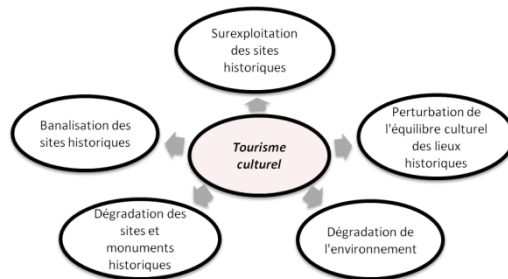 Surexploitation
des sites
historiques
Banalisation des
sites historiques
Tourisme
culturel
Perturbation de
l'équilibre culturel
des lieux
historiques
Dégradation des
sites et
monuments
historiques
Dégradation de
l'environnement